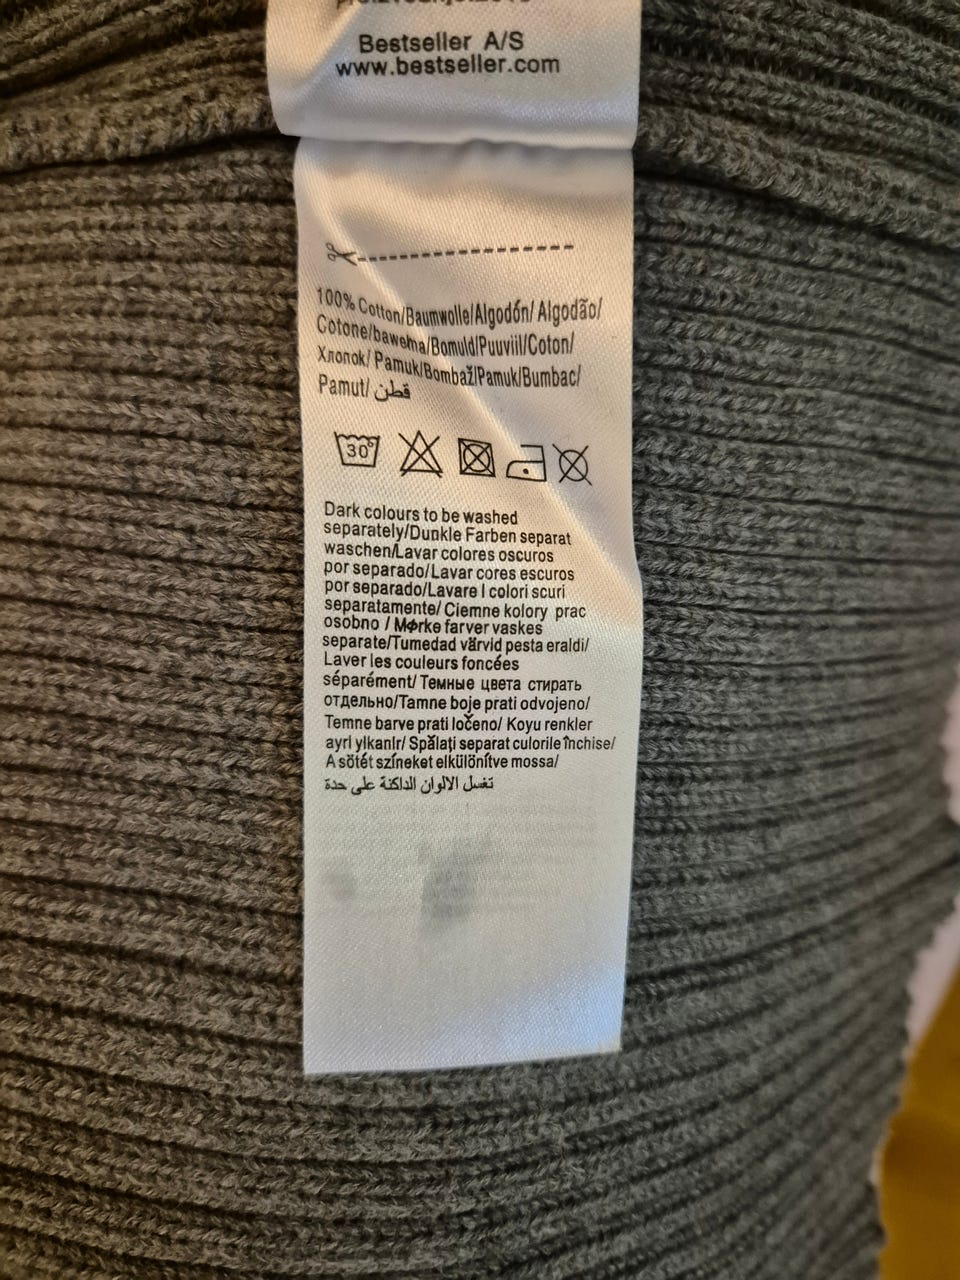 Bestseller A/S
www.bestseller.com
100% Cotton/Baumwolle/Algodón/ Algodão/
Cotone/bawełna/Bomuld/Puuviil/Coton/
Хлопок/ Pamuk/Bombaž/Pamuk/Bumbac/
Pamut/ قطن
30°
Dark colours to be washed
separately/Dunkle Farben separat
waschen/Lavar colores oscuros
por separado/Lavar cores escuros
por separado/Lavare I colori scuri
separatamente/ Ciemne kolory prac
osobno / Mørke farver vaskes
separate/Tumedad värvid pesta eraldi/
Laver les couleurs foncées
séparément/ Темные цвета стирать
отдельно/Tamne boje prati odvojeno/
Temne barve prati ločeno/ Koyu renkler
ayrI yIkanIr/ Spălați separat culorile închise/
A sötét színeket elkülönítve mossa/
تغسل الالوان الداكنة على حدة